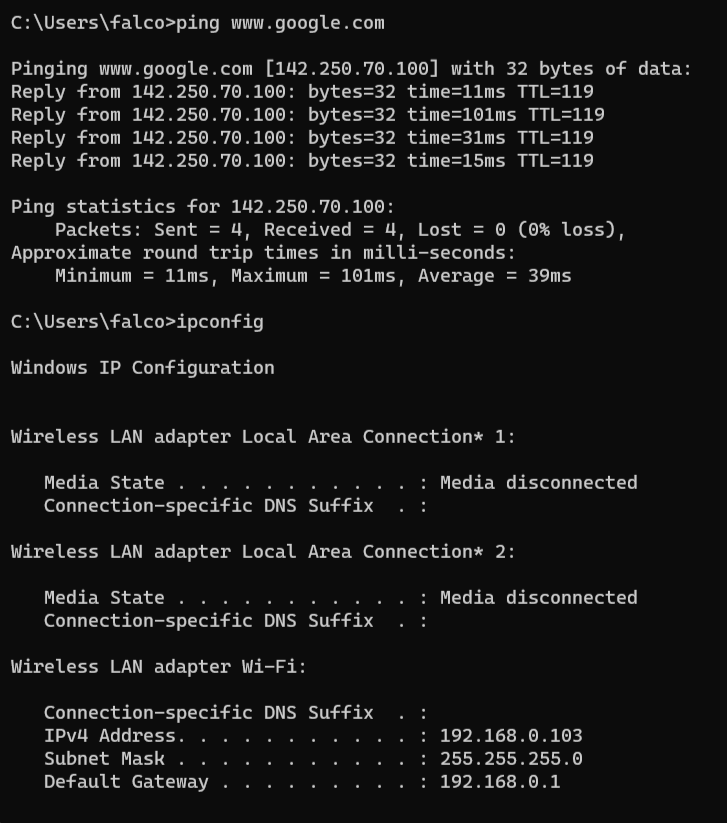 C:\Users\falco>ping www.google.com
Pinging www.google.com [142.250.70.100] with 32 bytes of data:
Reply from 142.250.70.100: bytes=32 time=11ms TTL=119
Reply from 142.250.70.100: bytes=32 time=101ms TTL=119
Reply from 142.250.70.100: bytes=32 time=31ms TTL=119
Reply from 142.250.70.100: bytes=32 time=15ms TTL=119
Ping statistics for 142.250.70.100:
    Packets: Sent = 4, Received = 4, Lost = 0 (0% loss),
Approximate round trip times in milli-seconds:
    Minimum = 11ms, Maximum = 101ms, Average = 39ms
C:\Users\falco>ipconfig
Windows IP Configuration
Wireless LAN adapter Local Area Connection* 1:
   Media State . . . . . . . . . . . : Media disconnected
   Connection-specific DNS Suffix  . :
Wireless LAN adapter Local Area Connection* 2:
   Media State . . . . . . . . . . . : Media disconnected
   Connection-specific DNS Suffix  . :
Wireless LAN adapter Wi-Fi:
   Connection-specific DNS Suffix  . :
   IPv4 Address. . . . . . . . . . . : 192.168.0.103
   Subnet Mask . . . . . . . . . . . : 255.255.255.0
   Default Gateway . . . . . . . . . : 192.168.0.1